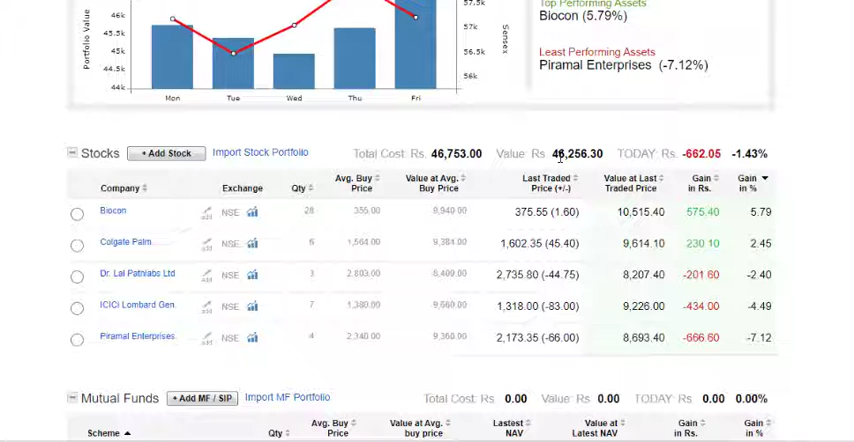 57.5k
Top Performing Assets
46k
Biocon (5.79%)
57k
45.5k
56.5k
Least Performing Assets
45k
Piramal Enterprises (-7.12%)
44.5k
56k
44k
Portfolio Value
Sensex
Mon Tue Wed Thu Fri
Stocks + Add Stock Import Stock Portfolio Total Cost: Rs. 46,753.00 Value: Rs 46,256.30 TODAY: Rs. -662.05 -1.43%
Company Exchange Qty Avg. Buy Price Value at Avg. Buy Price Last Traded Price (+/-) Value at Last Traded Price Gain in Rs. Gain in %
Biocon add NSE 28 355.00 9,940.00 375.55 (1.60) 10,515.40 575.40 5.79
Colgate Palm. add NSE 6 1,564.00 9,384.00 1,602.35 (45.40) 9,614.10 230.10 2.45
Dr. Lal Pathlabs Ltd add NSE 3 2,803.00 8,409.00 2,735.80 (-44.75) 8,207.40 -201.60 -2.40
ICICI Lombard Gen. add NSE 7 1,380.00 9,660.00 1,318.00 (-83.00) 9,226.00 -434.00 -4.49
Piramal Enterprises. add NSE 4 2,340.00 9,360.00 2,173.35 (-66.00) 8,693.40 -666.60 -7.12
Mutual Funds + Add MF / SIP Import MF Portfolio Total Cost: Rs 0.00 Value: Rs 0.00 TODAY: Rs 0.00 0.00%
Scheme Qty Avg. Buy Price Value at Avg. buy price Lastest NAV Value at Latest NAV Gain in Rs. Gain in %